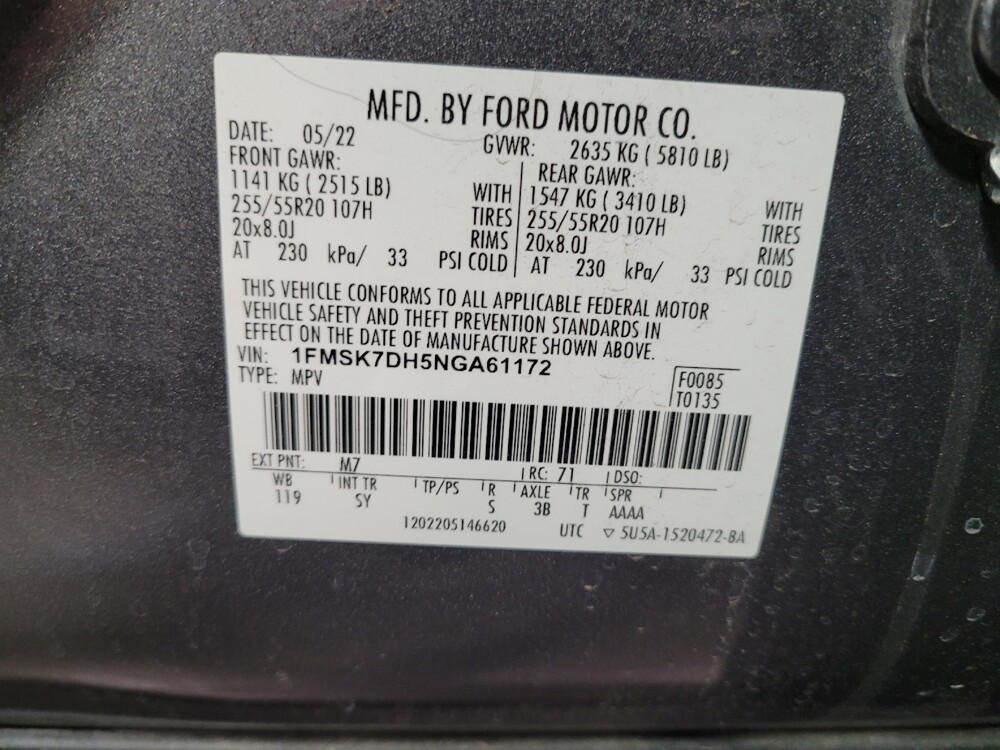 MFD. BY FORD MOTOR CO.
DATE: 05/22 GVWR: 2635 KG ( 5810 LB)
FRONT GAWR: REAR GAWR:
1141 KG ( 2515 LB) WITH 1547 KG ( 3410 LB) WITH
255/55R20 107H TIRES 255/55R20 107H TIRES
20x8.0J RIMS 20x8.0J RIMS
AT 230 kPa/ 33 PSI COLD AT 230 kPa/ 33 PSI COLD
THIS VEHICLE CONFORMS TO ALL APPLICABLE FEDERAL MOTOR
VEHICLE SAFETY AND THEFT PREVENTION STANDARDS IN
EFFECT ON THE DATE OF MANUFACTURE SHOWN ABOVE.
VIN: 1FMSK7DH5NGA61172
TYPE: MPV F0085
T0135
EXT PNT: M7 RC: 71 DSO:
WB INT TR TP/PS R AXLE TR SPR
119 SY S 3B T AAAA
1202205146620 UTC ▽ 5U5A-1520472-BA